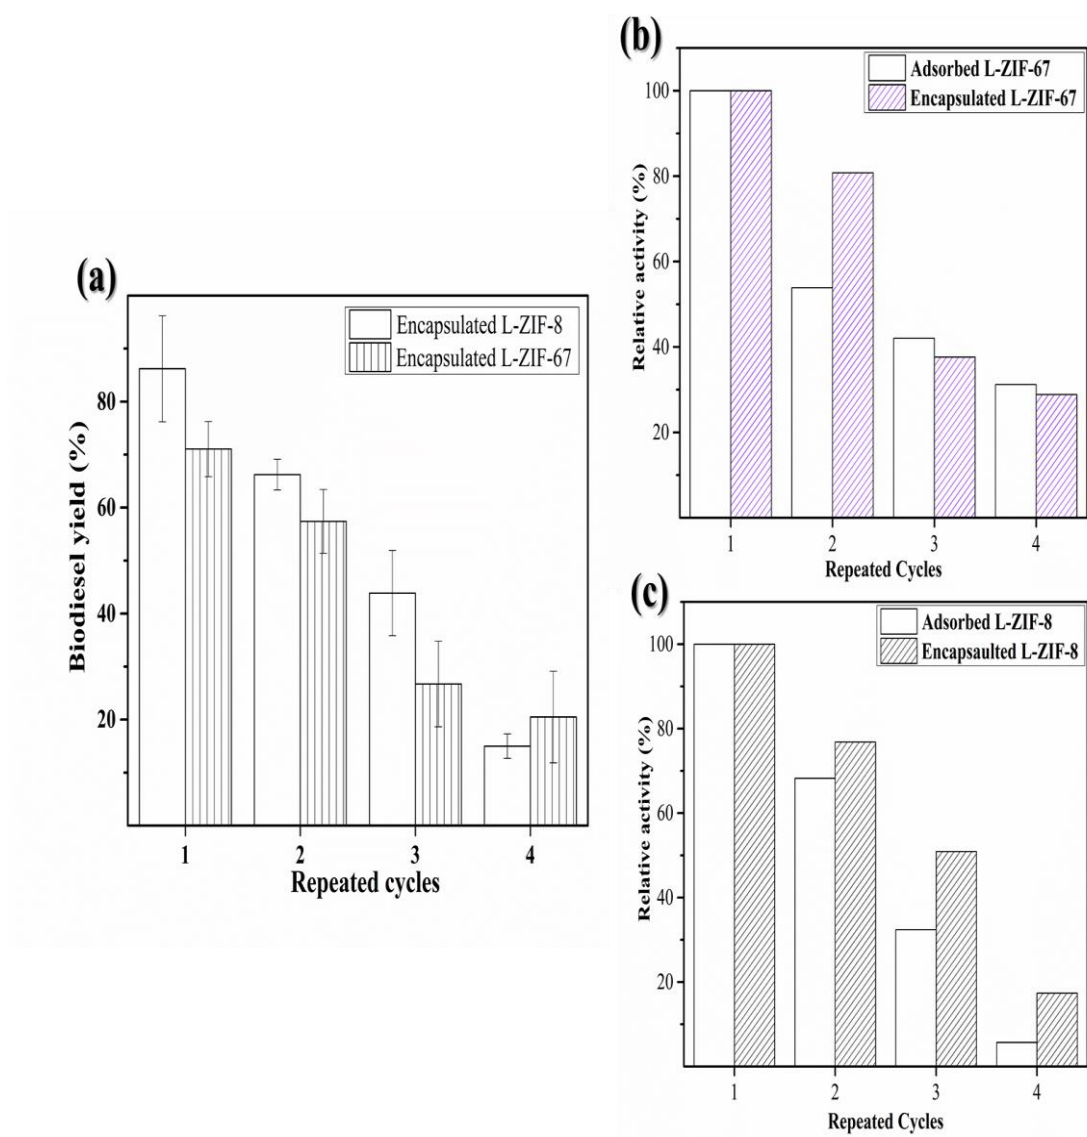 (a)
Encapsulated L-ZIF-8
Encapsulated L-ZIF-67
Biodiesel yield (%)
80
60
40
20
1 2 3 4
Repeated cycles
(b)
Adsorbed L-ZIF-67
Encapsulated L-ZIF-67
Relative activity (%)
100
80
60
40
20
1 2 3 4
Repeated Cycles
(c)
Adsorbed L-ZIF-8
Encapsaulted L-ZIF-8
Relative activity (%)
100
80
60
40
20
1 2 3 4
Repeated Cycles